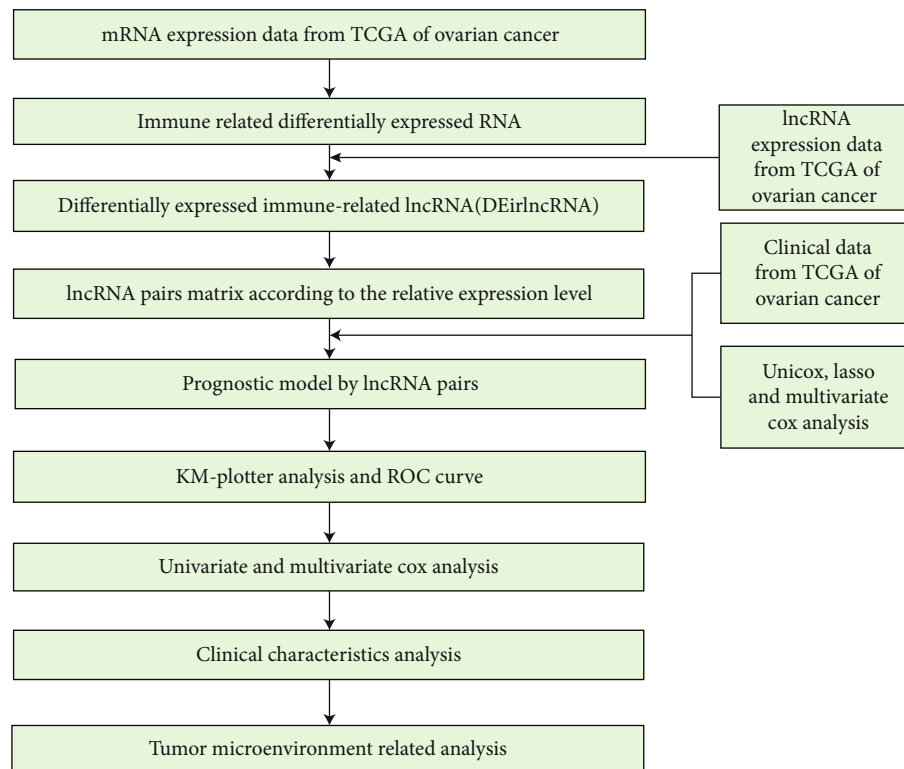 mRNA expression data from TCGA of ovarian cancer
Immune related differentially expressed RNA
lncRNA
expression data
from TCGA of
ovarian cancer
Differentially expressed immune-related lncRNA(DEirlncRNA)
Clinical data
from TCGA of
ovarian cancer
lncRNA pairs matrix according to the relative expression level
Unicox, lasso
and multivariate
cox analysis
Prognostic model by lncRNA pairs
KM-plotter analysis and ROC curve
Univariate and multivariate cox analysis
Clinical characteristics analysis
Tumor microenvironment related analysis